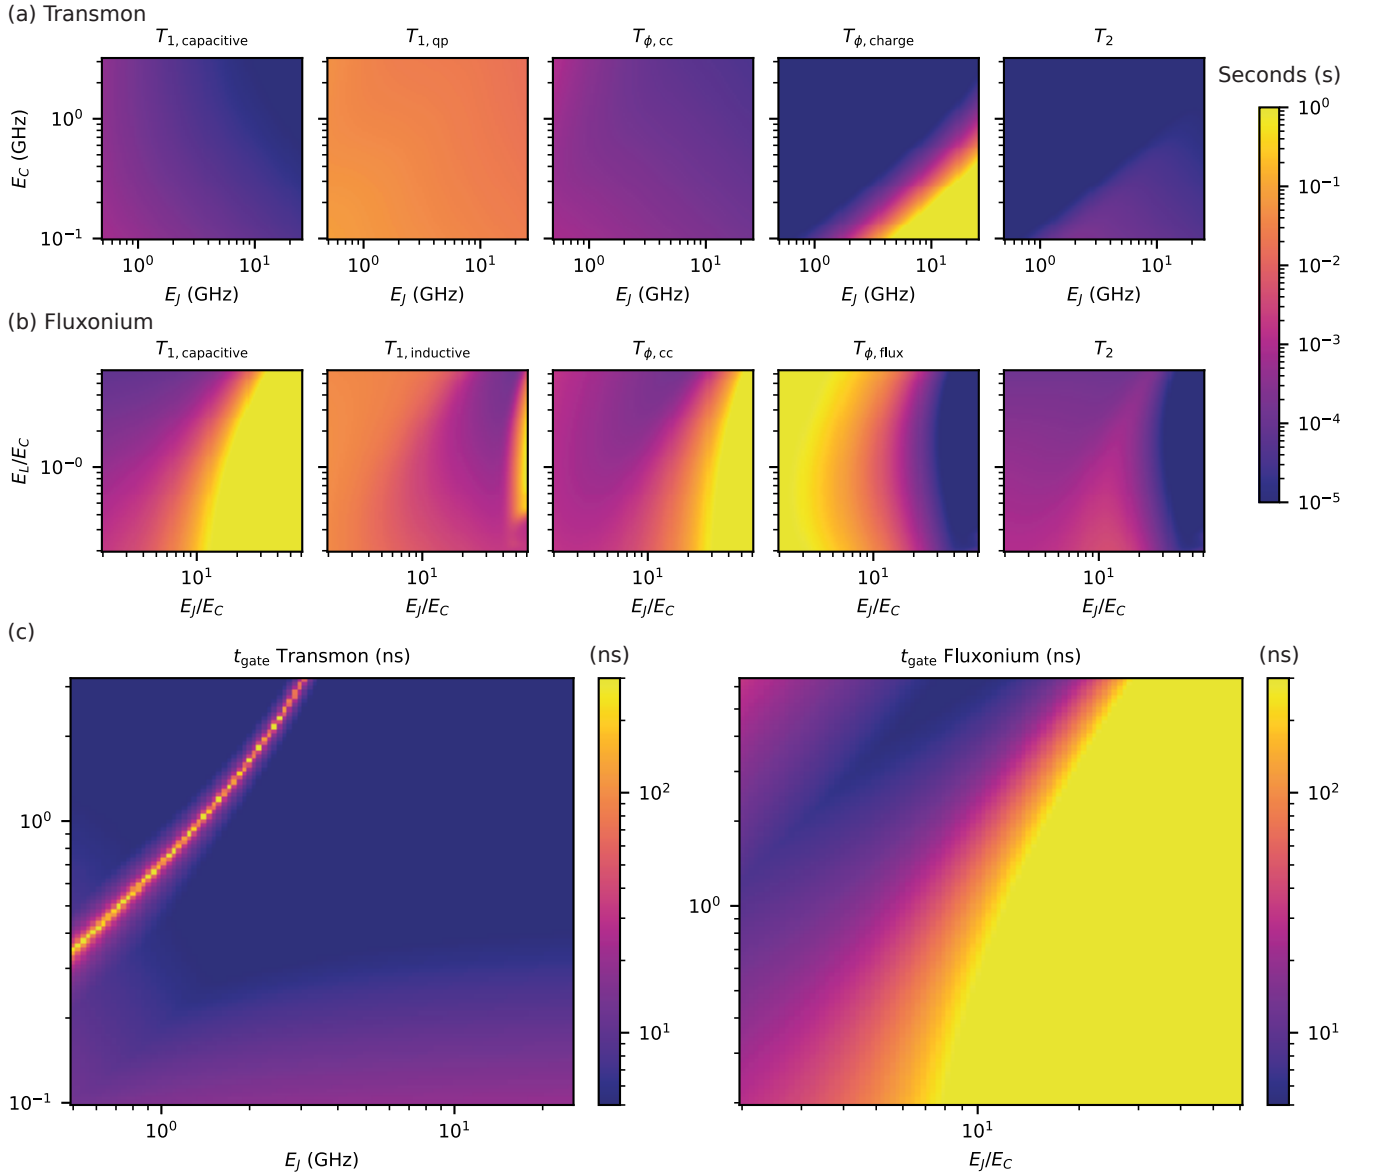 (a) Transmon
T1, capacitive T1, qp Tϕ, cc Tϕ, charge T2
Seconds (s)
EC (GHz)
10^0
10^−1
10^0 10^1 10^0 10^1 10^0 10^1 10^0 10^1 10^0 10^1
EJ (GHz) EJ (GHz) EJ (GHz) EJ (GHz) EJ (GHz)
10^0
10^−1
10^−2
10^−3
10^−4
10^−5
(b) Fluxonium
T1, capacitive T1, inductive Tϕ, cc Tϕ, flux T2
EL/EC
10^−0
10^1 10^1 10^1 10^1 10^1
EJ/EC EJ/EC EJ/EC EJ/EC EJ/EC
(c)
tgate Transmon (ns)
(ns)
10^0
10^−1
10^0 10^1
EJ (GHz)
10^2
10^1
tgate Fluxonium (ns)
(ns)
10^0
10^1
EJ/EC
10^2
10^1